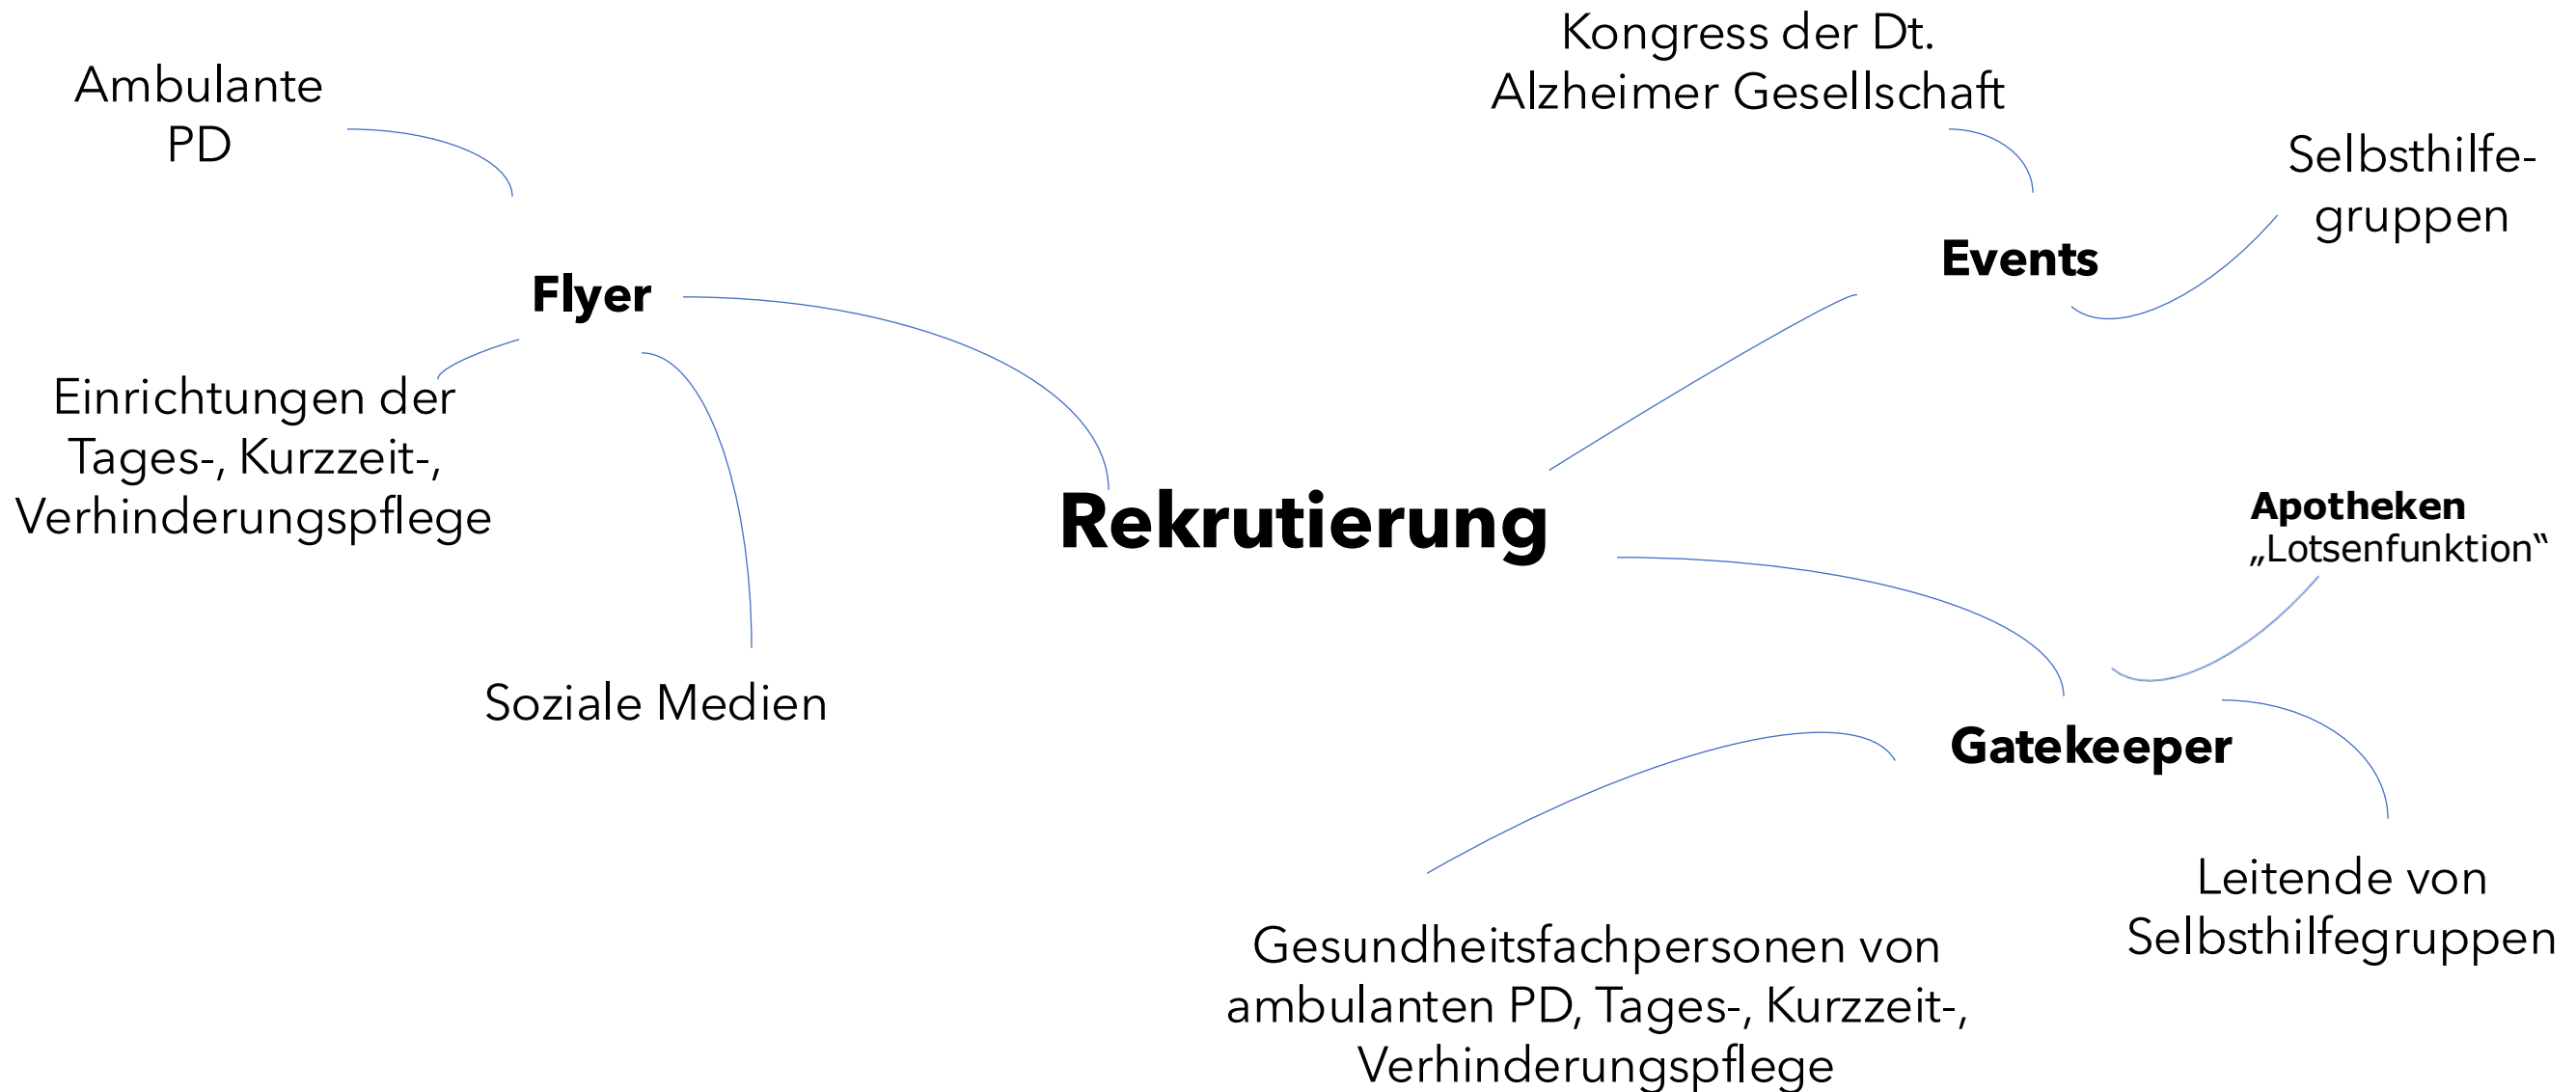 Kongress der Dt.
Alzheimer Gesellschaft
Ambulante
PD
Selbsthilfe-
gruppen
Events
Flyer
Einrichtungen der
Tages-, Kurzzeit-,
Verhinderungspflege
Rekrutierung
Apotheken
„Lotsenfunktion“
Soziale Medien
Gatekeeper
Leitende von
Selbsthilfegruppen
Gesundheitsfachpersonen von
ambulanten PD, Tages-, Kurzzeit-,
Verhinderungspflege